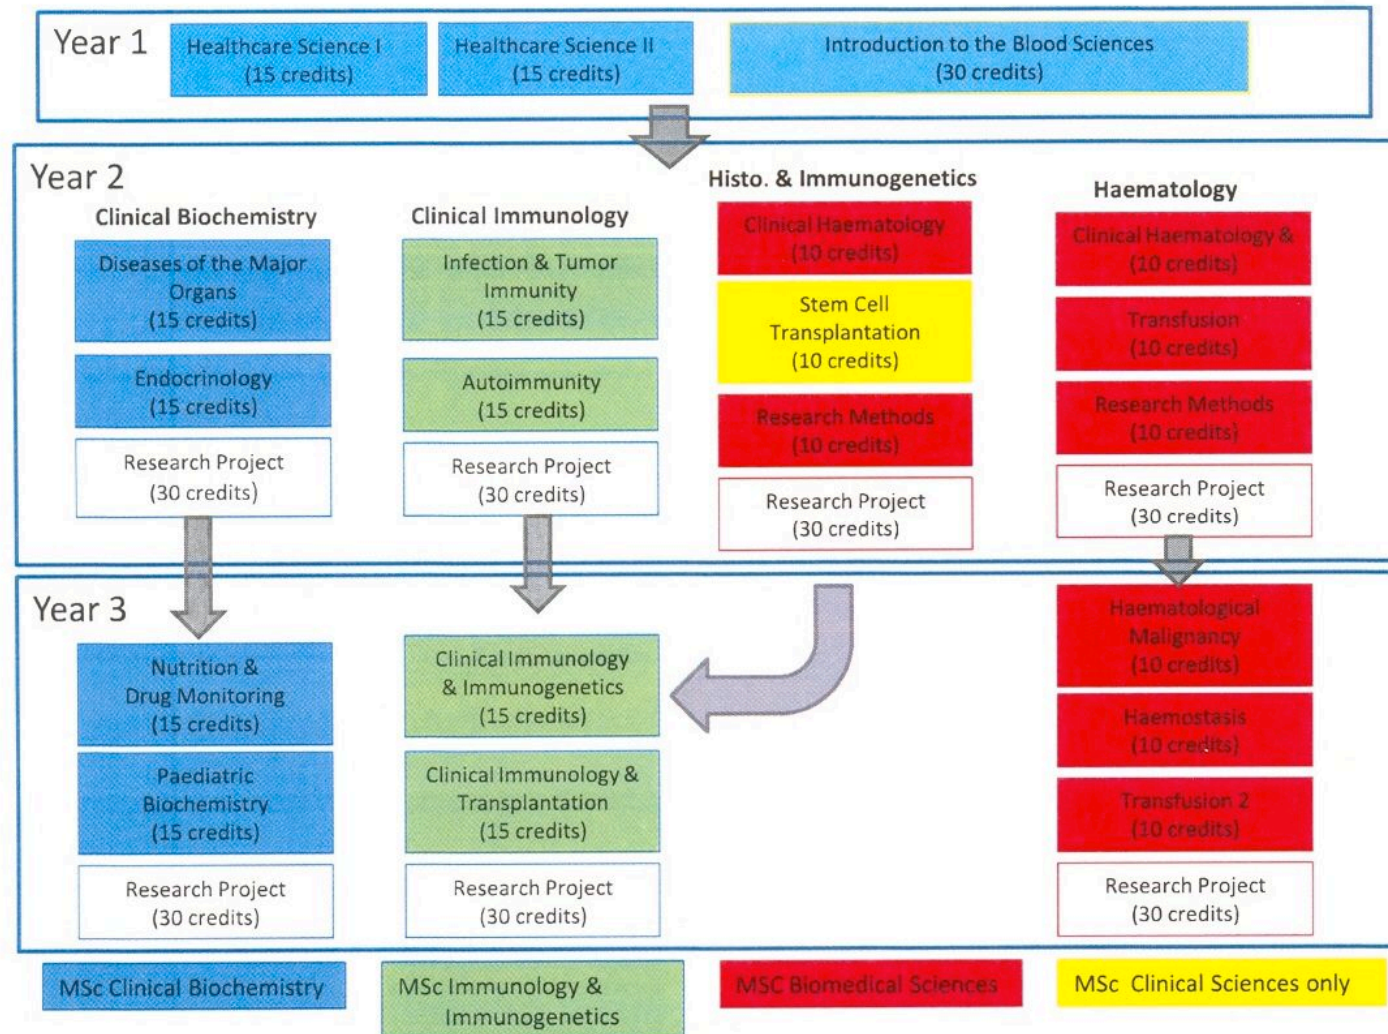 Year 1
Healthcare Science I
(15 credits)
Healthcare Science II
(15 credits)
Introduction to the Blood Sciences
(30 credits)
Year 2
Clinical Biochemistry
Diseases of the Major
Organs
(15 credits)
Endocrinology
(15 credits)
Research Project
(30 credits)
Clinical Immunology
Infection & Tumor
Immunity
(15 credits)
Autoimmunity
(15 credits)
Research Project
(30 credits)
Histo. & Immunogenetics
Clinical Haematology
(10 credits)
Stem Cell
Transplantation
(10 credits)
Research Methods
(10 credits)
Research Project
(30 credits)
Haematology
Clinical Haematology &
(10 credits)
Transfusion
(10 credits)
Research Methods
(10 credits)
Research Project
(30 credits)
Year 3
Nutrition &
Drug Monitoring
(15 credits)
Paediatric
Biochemistry
(15 credits)
Research Project
(30 credits)
Clinical Immunology
& Immunogenetics
(15 credits)
Clinical Immunology &
Transplantation
(15 credits)
Research Project
(30 credits)
Haematological
Malignancy
(10 credits)
Haemostasis
(10 credits)
Transfusion 2
(10 credits)
Research Project
(30 credits)
MSc Clinical Biochemistry
MSc Immunology &
Immunogenetics
MSC Biomedical Sciences
MSc Clinical Sciences only